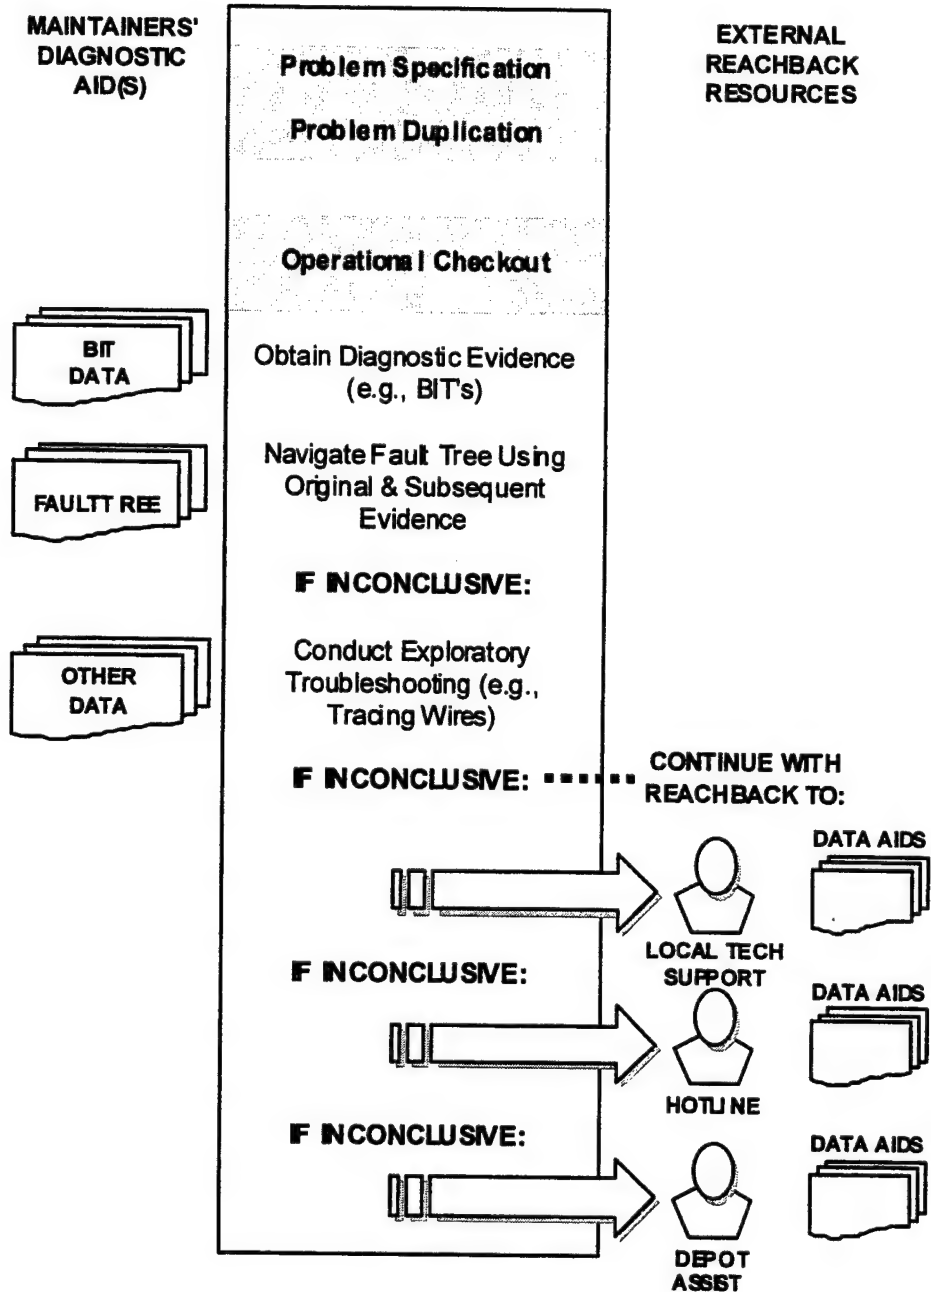 MAINTAINERS'
DIAGNOSTIC
AID(S)
EXTERNAL
REACHBACK
RESOURCES
Problem Specification
Problem Duplication
Operational Checkout
BIT
DATA
Obtain Diagnostic Evidence
(e.g., BIT's)
FAULTT REE
Navigate Fault Tree Using
Original & Subsequent
Evidence
IF INCONCLUSIVE:
OTHER
DATA
Conduct Exploratory
Troubleshooting (e.g.,
Tracing Wires)
IF INCONCLUSIVE:
CONTINUE WITH
REACHBACK TO:
DATA AIDS
LOCAL TECH
SUPPORT
IF INCONCLUSIVE:
DATA AIDS
HOTLINE
IF INCONCLUSIVE:
DATA AIDS
DEPOT
ASSIST